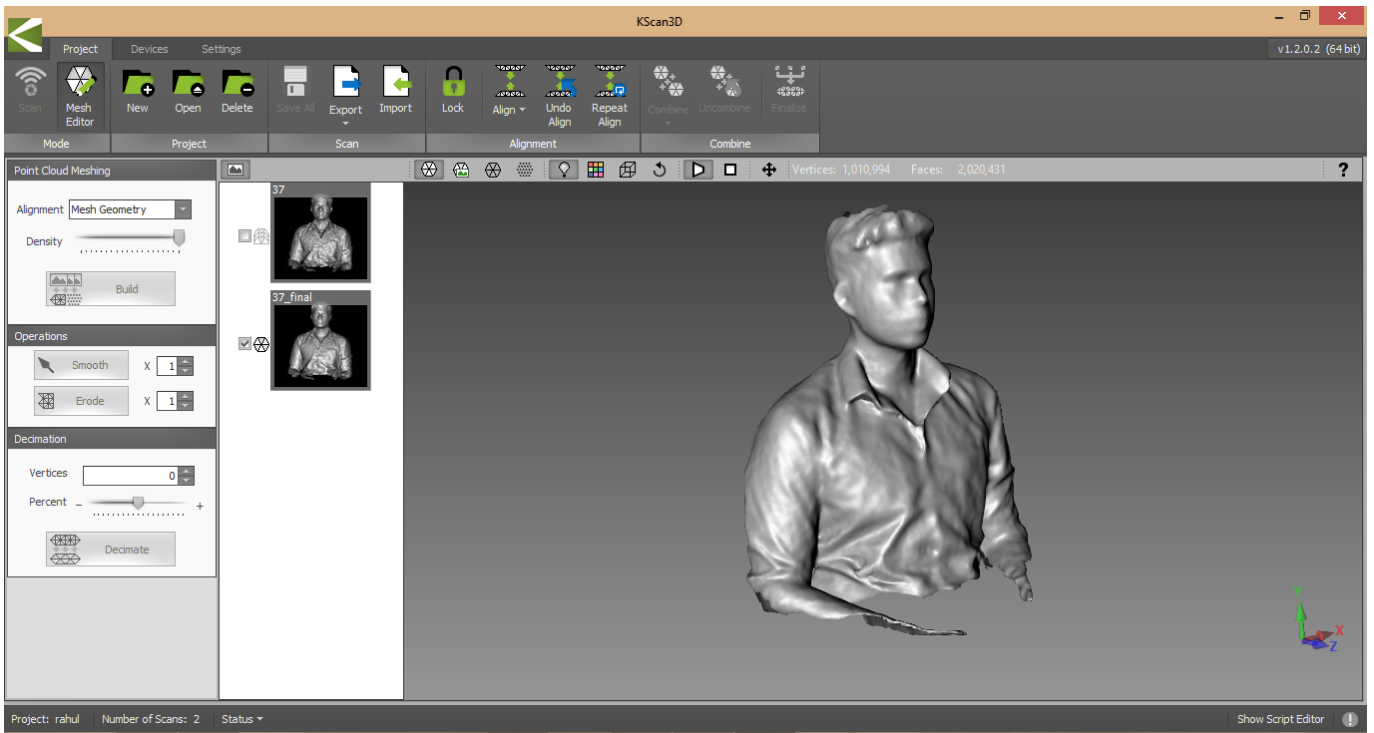 KScan3D
Project Devices Settings v1.2.0.2 (64 bit)
Scan Mesh Editor New Open Delete Save All Export Import Lock Align Undo Align Repeat Align Combine Uncombine Finalize
Mode Project Scan Alignment Combine
Point Cloud Meshing
Vertices: 1,010,994 Faces: 2,020,431 ?
Alignment Mesh Geometry
Density
Build
Operations
Smooth X 1
Erode X 1
Decimation
Vertices 0
Percent - +
Decimate
37
37_final
Y
X
Z
Project: rahul Number of Scans: 2 Status Show Script Editor